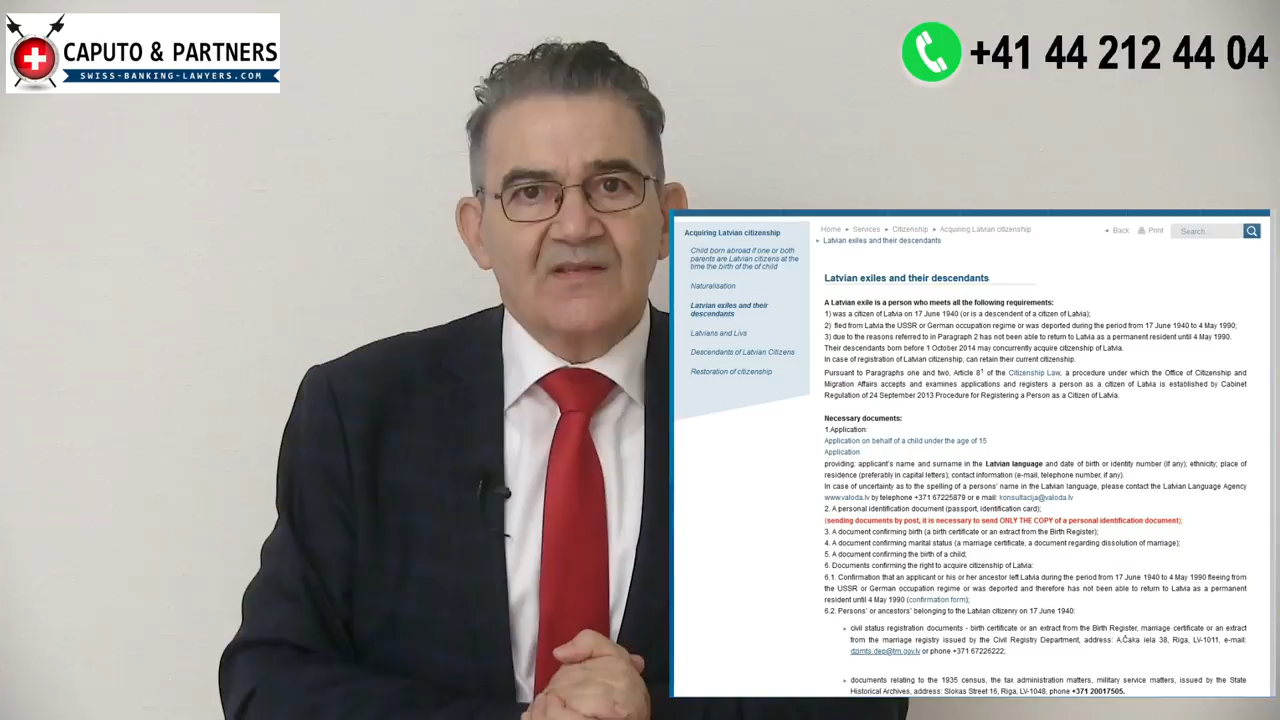 CAPUTO & PARTNERS
SWISS-BANKING-LAWYERS.COM
+41 44 212 44 04
Acquiring Latvian citizenship
Child born abroad if one or both
parents are Latvian citizens at the
time the birth of the of child
Naturalisation
Latvian exiles and their
descendants
Latvians and Livs
Descendants of Latvian Citizens
Restoration of citizenship
Home ► Services ► Citizenship ► Acquiring Latvian citizenship
► Latvian exiles and their descendants
Back Print Search...
Latvian exiles and their descendants
A Latvian exile is a person who meets all the following requirements:
1) was a citizen of Latvia on 17 June 1940 (or is a descendent of a citizen of Latvia);
2) fled from Latvia the USSR or German occupation regime or was deported during the period from 17 June 1940 to 4 May 1990;
3) due to the reasons referred to in Paragraph 2 has not been able to return to Latvia as a permanent resident until 4 May 1990.
Their descendants born before 1 October 2014 may concurrently acquire citizenship of Latvia.
In case of registration of Latvian citizenship, can retain their current citizenship.
Pursuant to Paragraphs one and two, Article 8¹ of the Citizenship Law, a procedure under which the Office of Citizenship and
Migration Affairs accepts and examines applications and registers a person as a citizen of Latvia is established by Cabinet
Regulation of 24 September 2013 Procedure for Registering a Person as a Citizen of Latvia.
Necessary documents:
1.Application:
Application on behalf of a child under the age of 15
Application
providing: applicant's name and surname in the Latvian language and date of birth or identity number (if any); ethnicity; place of
residence (preferably in capital letters); contact information (e-mail, telephone number, if any).
In case of uncertainty as to the spelling of a persons' name in the Latvian language, please contact the Latvian Language Agency
www.valoda.lv by telephone +371 67225879 or e mail: konsultacija@valoda.lv
2. A personal identification document (passport, identification card);
(sending documents by post, it is necessary to send ONLY THE COPY of a personal identification document);
3. A document confirming birth (a birth certificate or an extract from the Birth Register);
4. A document confirming marital status (a marriage certificate, a document regarding dissolution of marriage);
5. A document confirming the birth of a child;
6. Documents confirming the right to acquire citizenship of Latvia:
6.1. Confirmation that an applicant or his or her ancestor left Latvia during the period from 17 June 1940 to 4 May 1990 fleeing from
the USSR or German occupation regime or was deported and therefore has not been able to return to Latvia as a permanent
resident until 4 May 1990 (confirmation form);
6.2. Persons' or ancestors' belonging to the Latvian citizenry on 17 June 1940:
► civil status registration documents - birth certificate or an extract from the Birth Register, marriage certificate or an extract
from the marriage registry issued by the Civil Registry Department, address: A.Čaka iela 38, Riga, LV-1011, e-mail:
dzimts.dep@tm.gov.lv or phone +371 67226222;
► documents relating to the 1935 census, the tax administration matters, military service matters, issued by the State
Historical Archives, address: Slokas Street 16, Riga, LV-1048, phone +371 20017505.